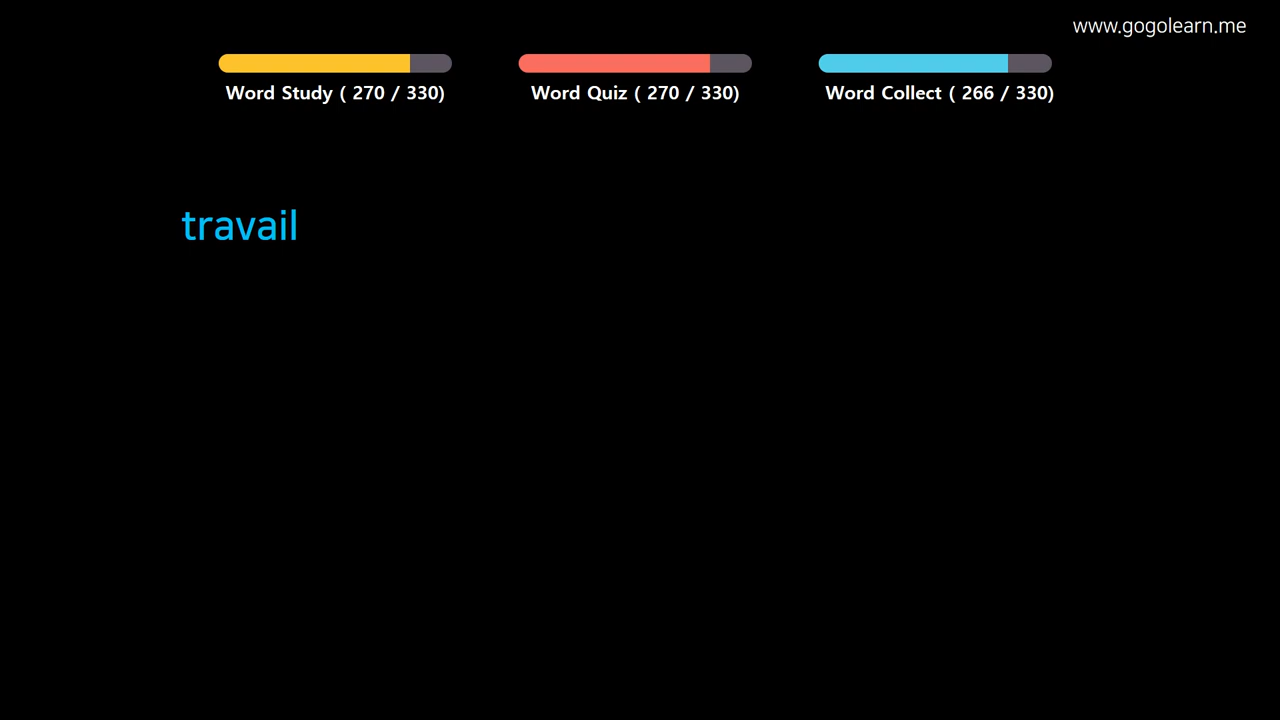 www.gogolearn.me
Word Study ( 270 / 330)
Word Quiz ( 270 / 330)
Word Collect ( 266 / 330)
travail